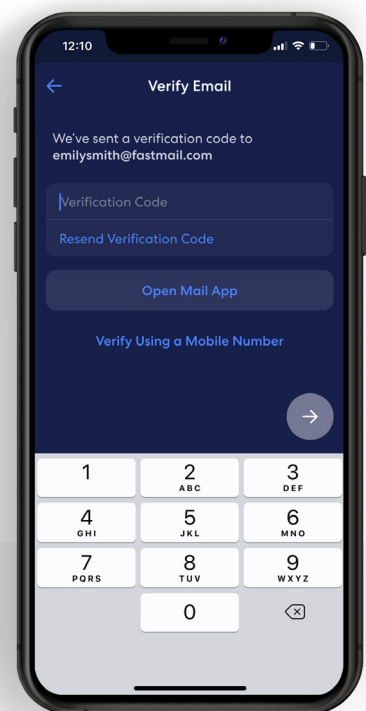 12:10
Verify Email
We've sent a verification code to
emilysmith@fastmail.com
Verification Code
Resend Verification Code
Open Mail App
Verify Using a Mobile Number
1
2
ABC
3
DEF
4
GHI
5
JKL
6
MNO
7
PQRS
8
TUV
9
WXYZ
0